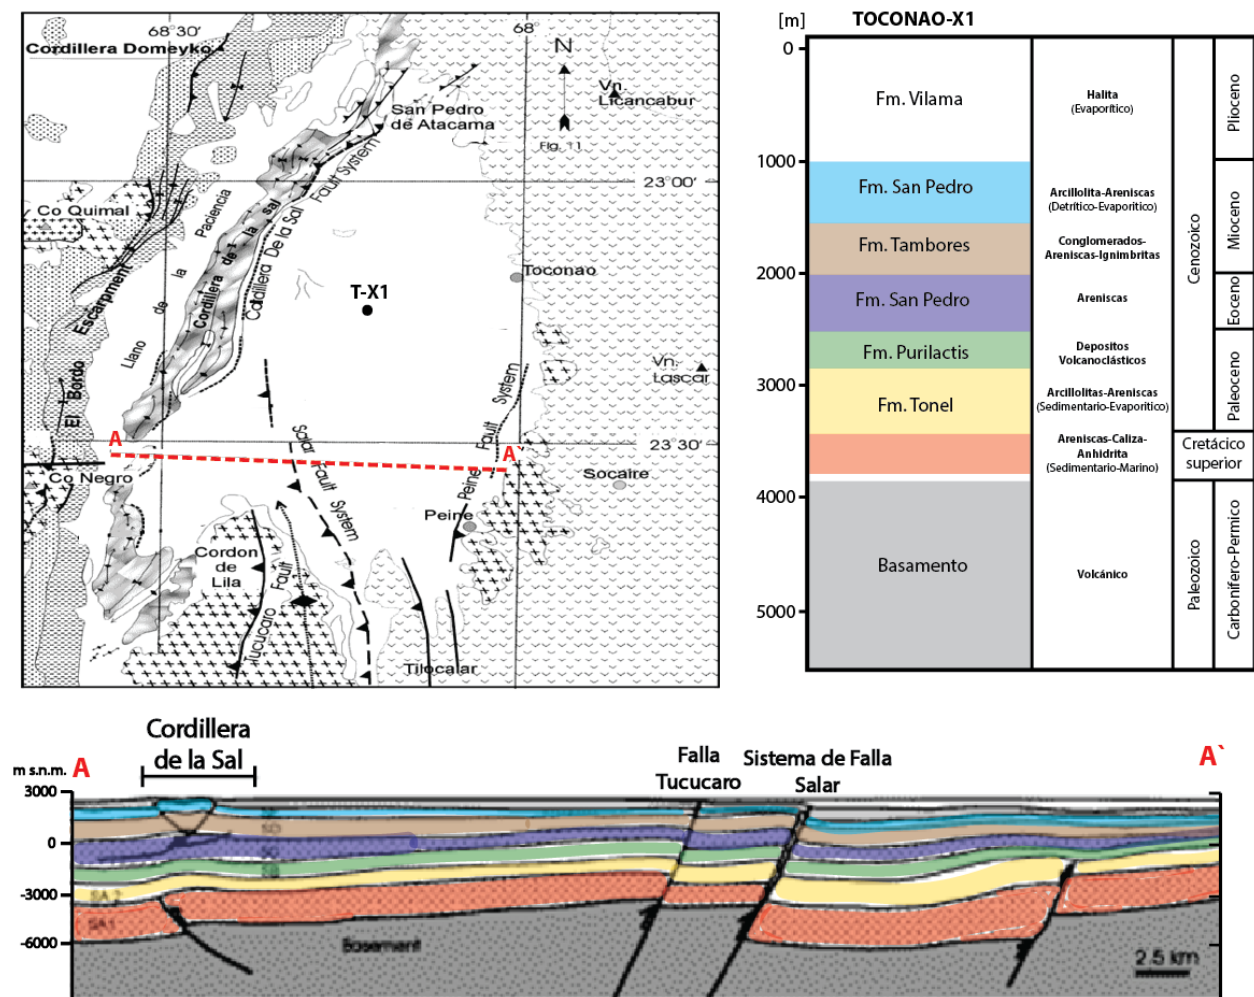 68°30'
68°
Cordillera Domeyko
N
Vn.
Licancabur
San Pedro
de Atacama
Fig. 11
23°00'
Co Quimal
Llano de la Paciencia
Cordillera de la sal
Cordillera De la Sal Fault System
Toconao
T-X1
El Bordo Escarpment
Vn.
Lascar
A
A`
23°30'
Salar Fault System
Peine Fault System
Socaire
Co Negro
Peine
Cordon
de
Lila
Tucucaro Fault
Tilocalar
[m]
TOCONAO-X1
0
1000
2000
3000
4000
5000
Fm. Vilama
Halita
(Evaporítico)
Fm. San Pedro
Arcillolita-Areniscas
(Detrítico-Evaporitico)
Fm. Tambores
Conglomerados-
Areniscas-Ignimbritas
Fm. San Pedro
Areniscas
Fm. Purilactis
Depositos
Volcanoclásticos
Fm. Tonel
Arcillolitas-Areniscas
(Sedimentario-Evaporitico)
Areniscas-Caliza-
Anhidrita
(Sedimentario-Marino)
Basamento
Volcánico
Cenozoico
Plioceno
Mioceno
Eoceno
Paleoceno
Cretácico
superior
Paleozoico
Carbonífero-Permico
Cordillera
de la Sal
m s.n.m.
A
Falla
Tucucaro
Sistema de Falla
Salar
A`
3000
0
-3000
-6000
SA 2
SA1
Basement
2.5 km